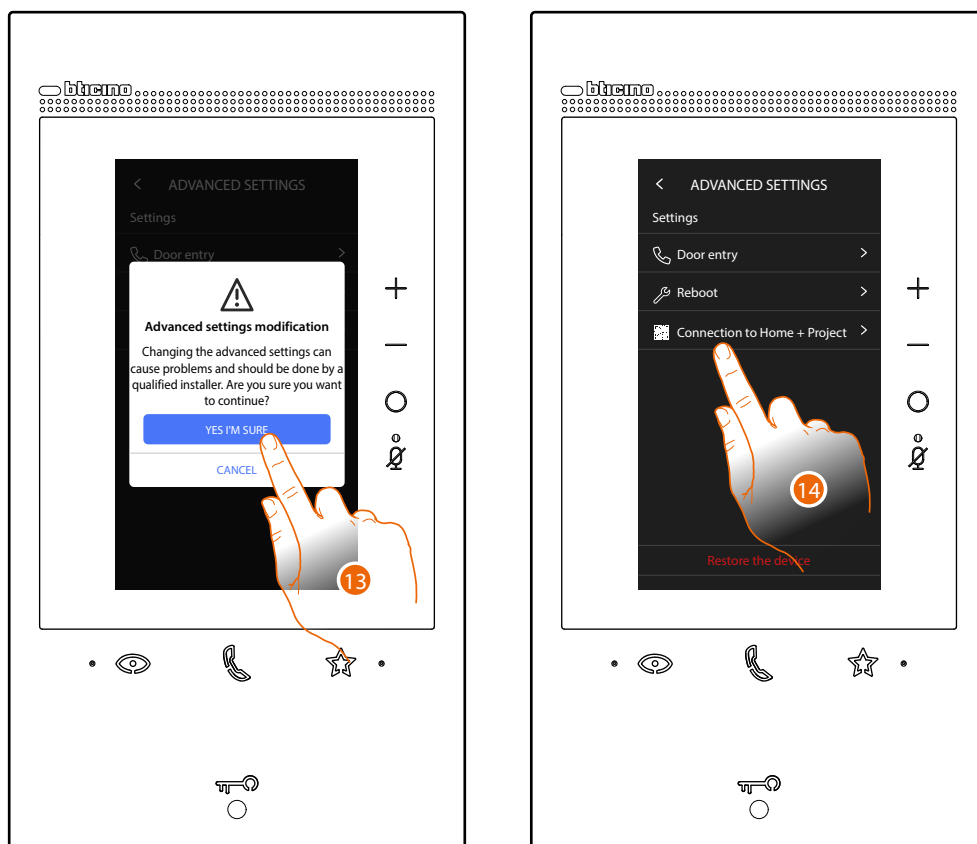 bticino
< ADVANCED SETTINGS
Settings
Door entry >
Advanced settings modification
Changing the advanced settings can
cause problems and should be done by a
qualified installer. Are you sure you want
to continue?
YES I'M SURE
CANCEL
13
bticino
< ADVANCED SETTINGS
Settings
Door entry >
Reboot >
Connection to Home + Project >
14
Restore the device